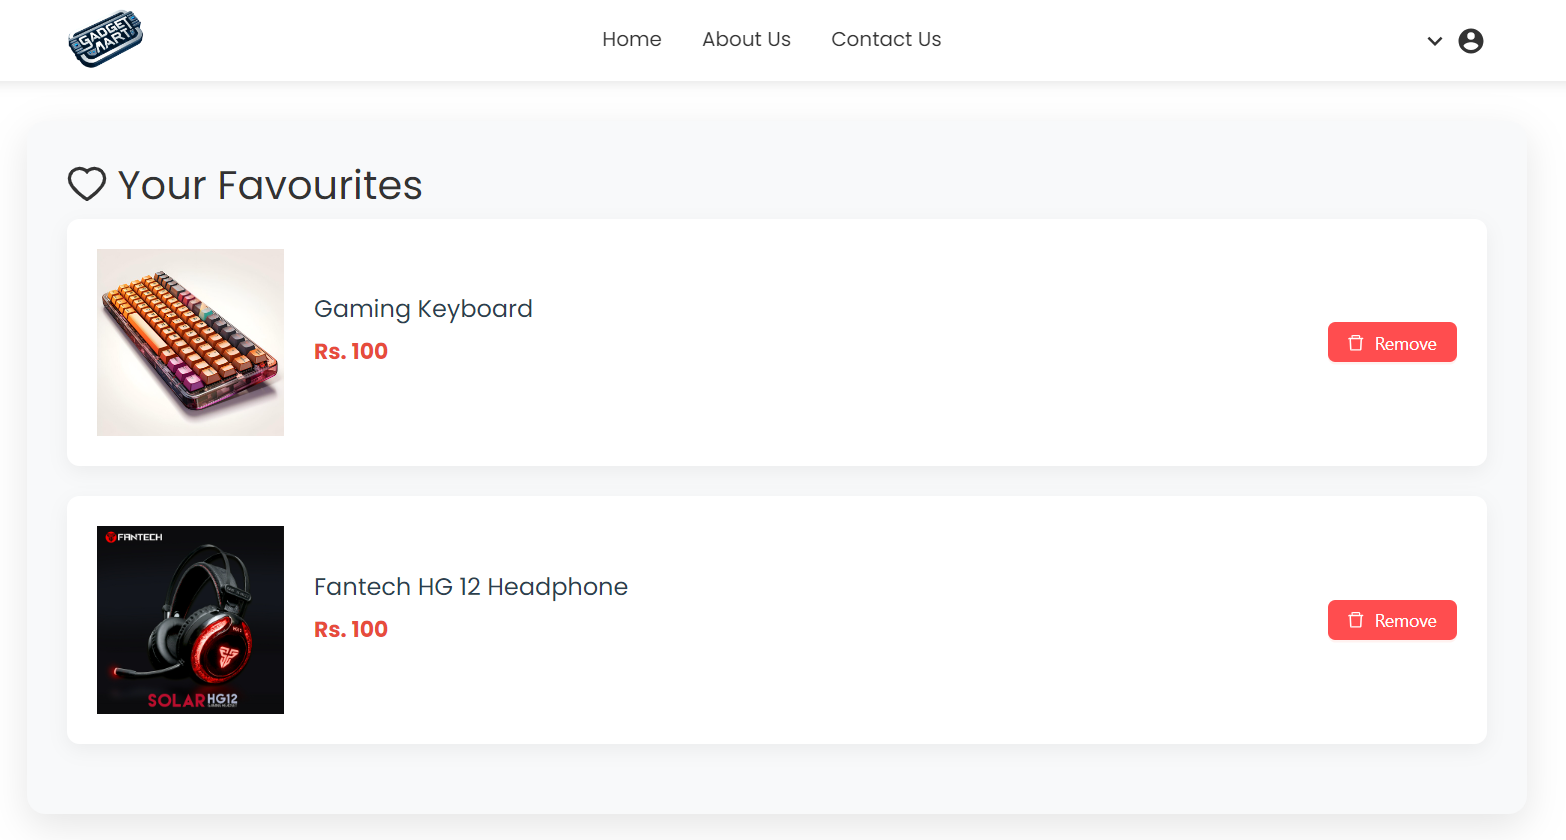 GADGET
MART
Home
About Us
Contact Us
Your Favourites
Gaming Keyboard
Rs. 100
Remove
FANTECH
HG12
SOLAR HG12
Fantech HG 12 Headphone
Rs. 100
Remove